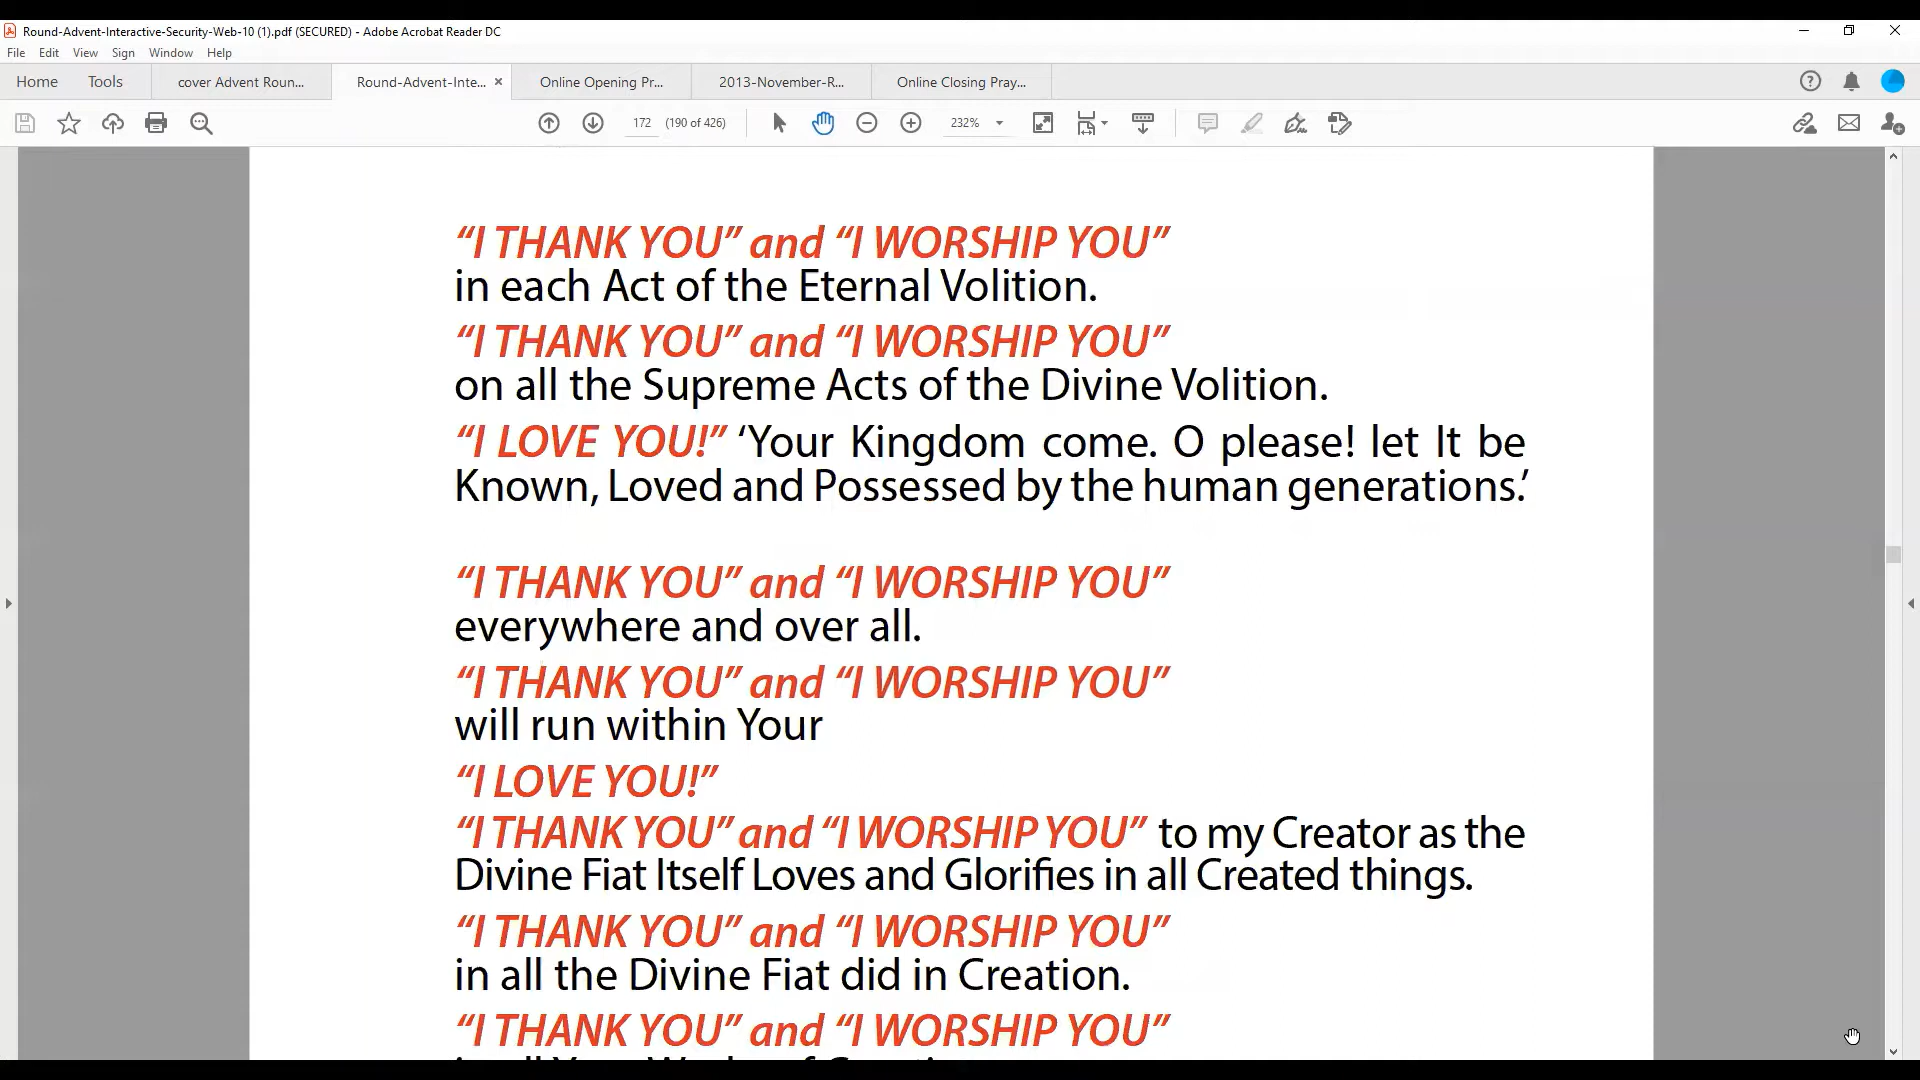 Round-Advent-Interactive-Security-Web-10 (1).pdf (SECURED) - Adobe Acrobat Reader DC
File Edit View Sign Window Help
Home Tools cover Advent Roun... Round-Advent-Inte... Online Opening Pr... 2013-November-R... Online Closing Pray...
172 (190 of 426) 232%
“I THANK YOU” and “I WORSHIP YOU”
in each Act of the Eternal Volition.
“I THANK YOU” and “I WORSHIP YOU”
on all the Supreme Acts of the Divine Volition.
“I LOVE YOU!” ‘Your Kingdom come. O please! let It be
Known, Loved and Possessed by the human generations.’
“I THANK YOU” and “I WORSHIP YOU”
everywhere and over all.
“I THANK YOU” and “I WORSHIP YOU”
will run within Your
“I LOVE YOU!”
“I THANK YOU” and “I WORSHIP YOU” to my Creator as the
Divine Fiat Itself Loves and Glorifies in all Created things.
“I THANK YOU” and “I WORSHIP YOU”
in all the Divine Fiat did in Creation.
“I THANK YOU” and “I WORSHIP YOU”